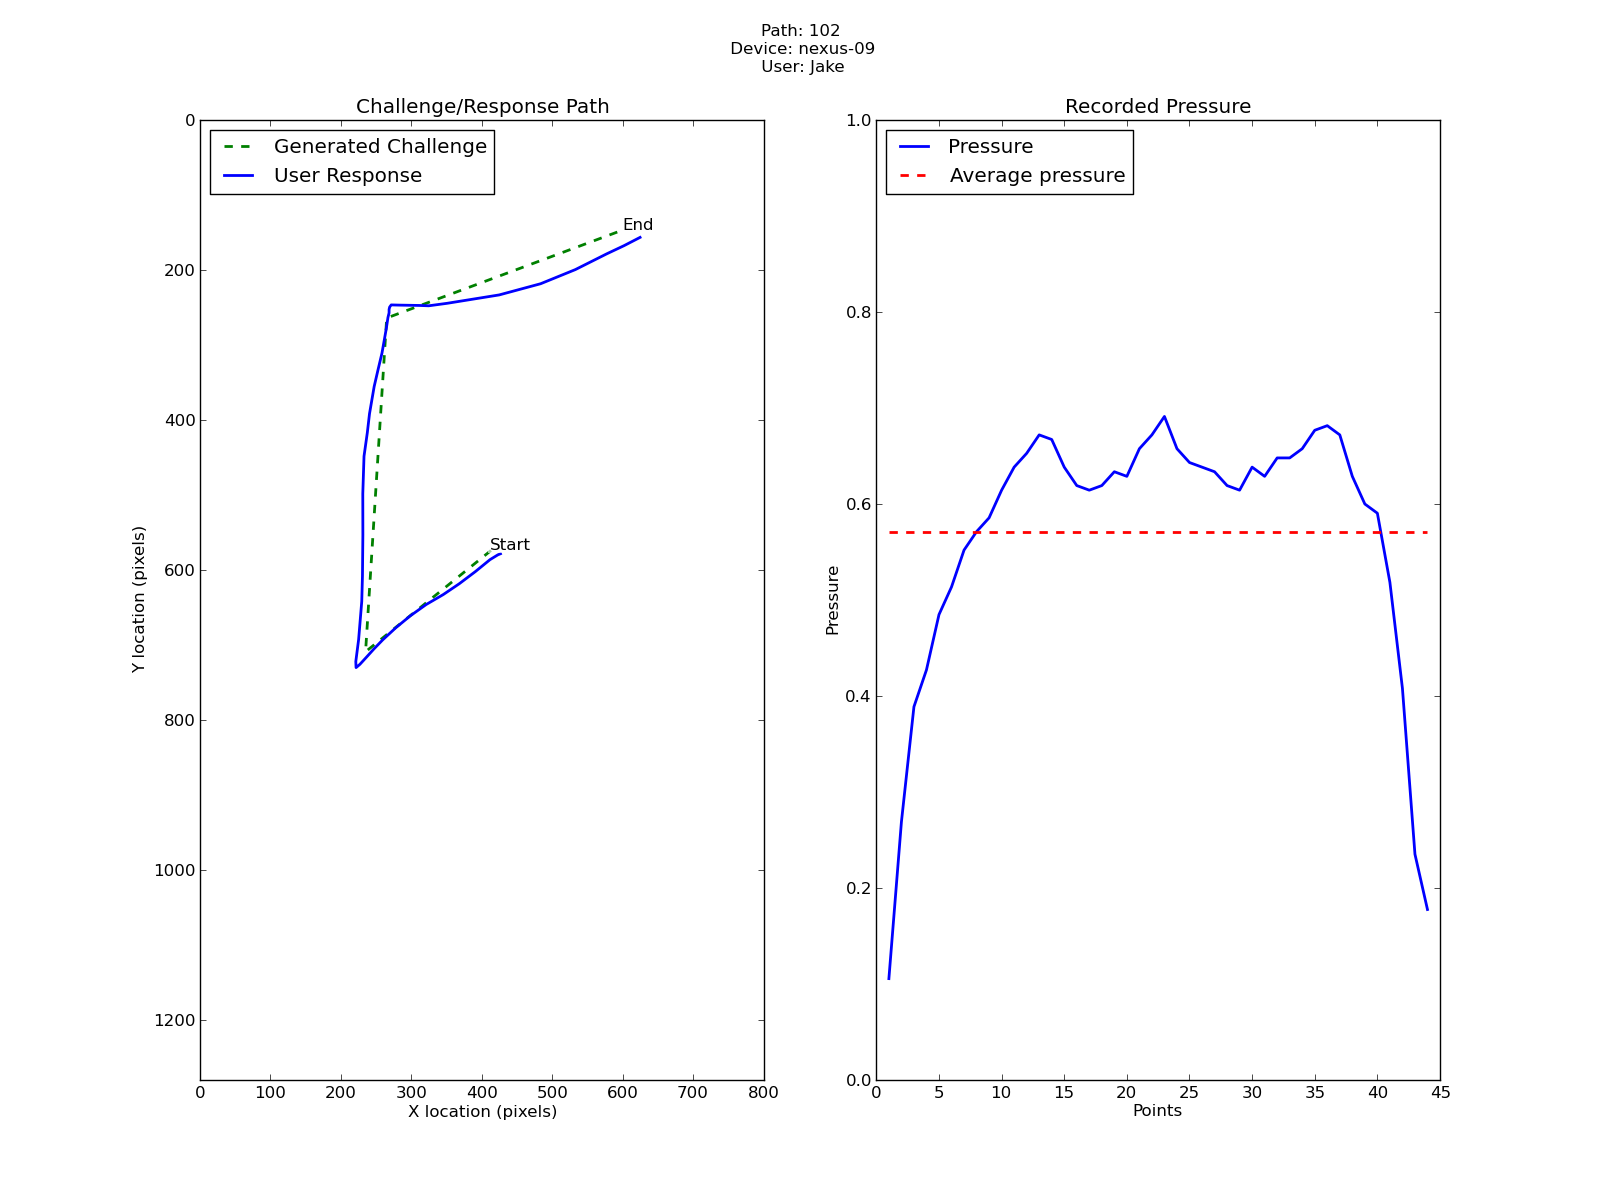 Path: 102
Device: nexus-09
User: Jake
Challenge/Response Path
Generated Challenge
User Response
End
Start
0
200
400
600
800
1000
1200
Y location (pixels)
0 100 200 300 400 500 600 700 800
X location (pixels)
Recorded Pressure
Pressure
Average pressure
1.0
0.8
0.6
0.4
0.2
0.0
Pressure
0 5 10 15 20 25 30 35 40 45
Points